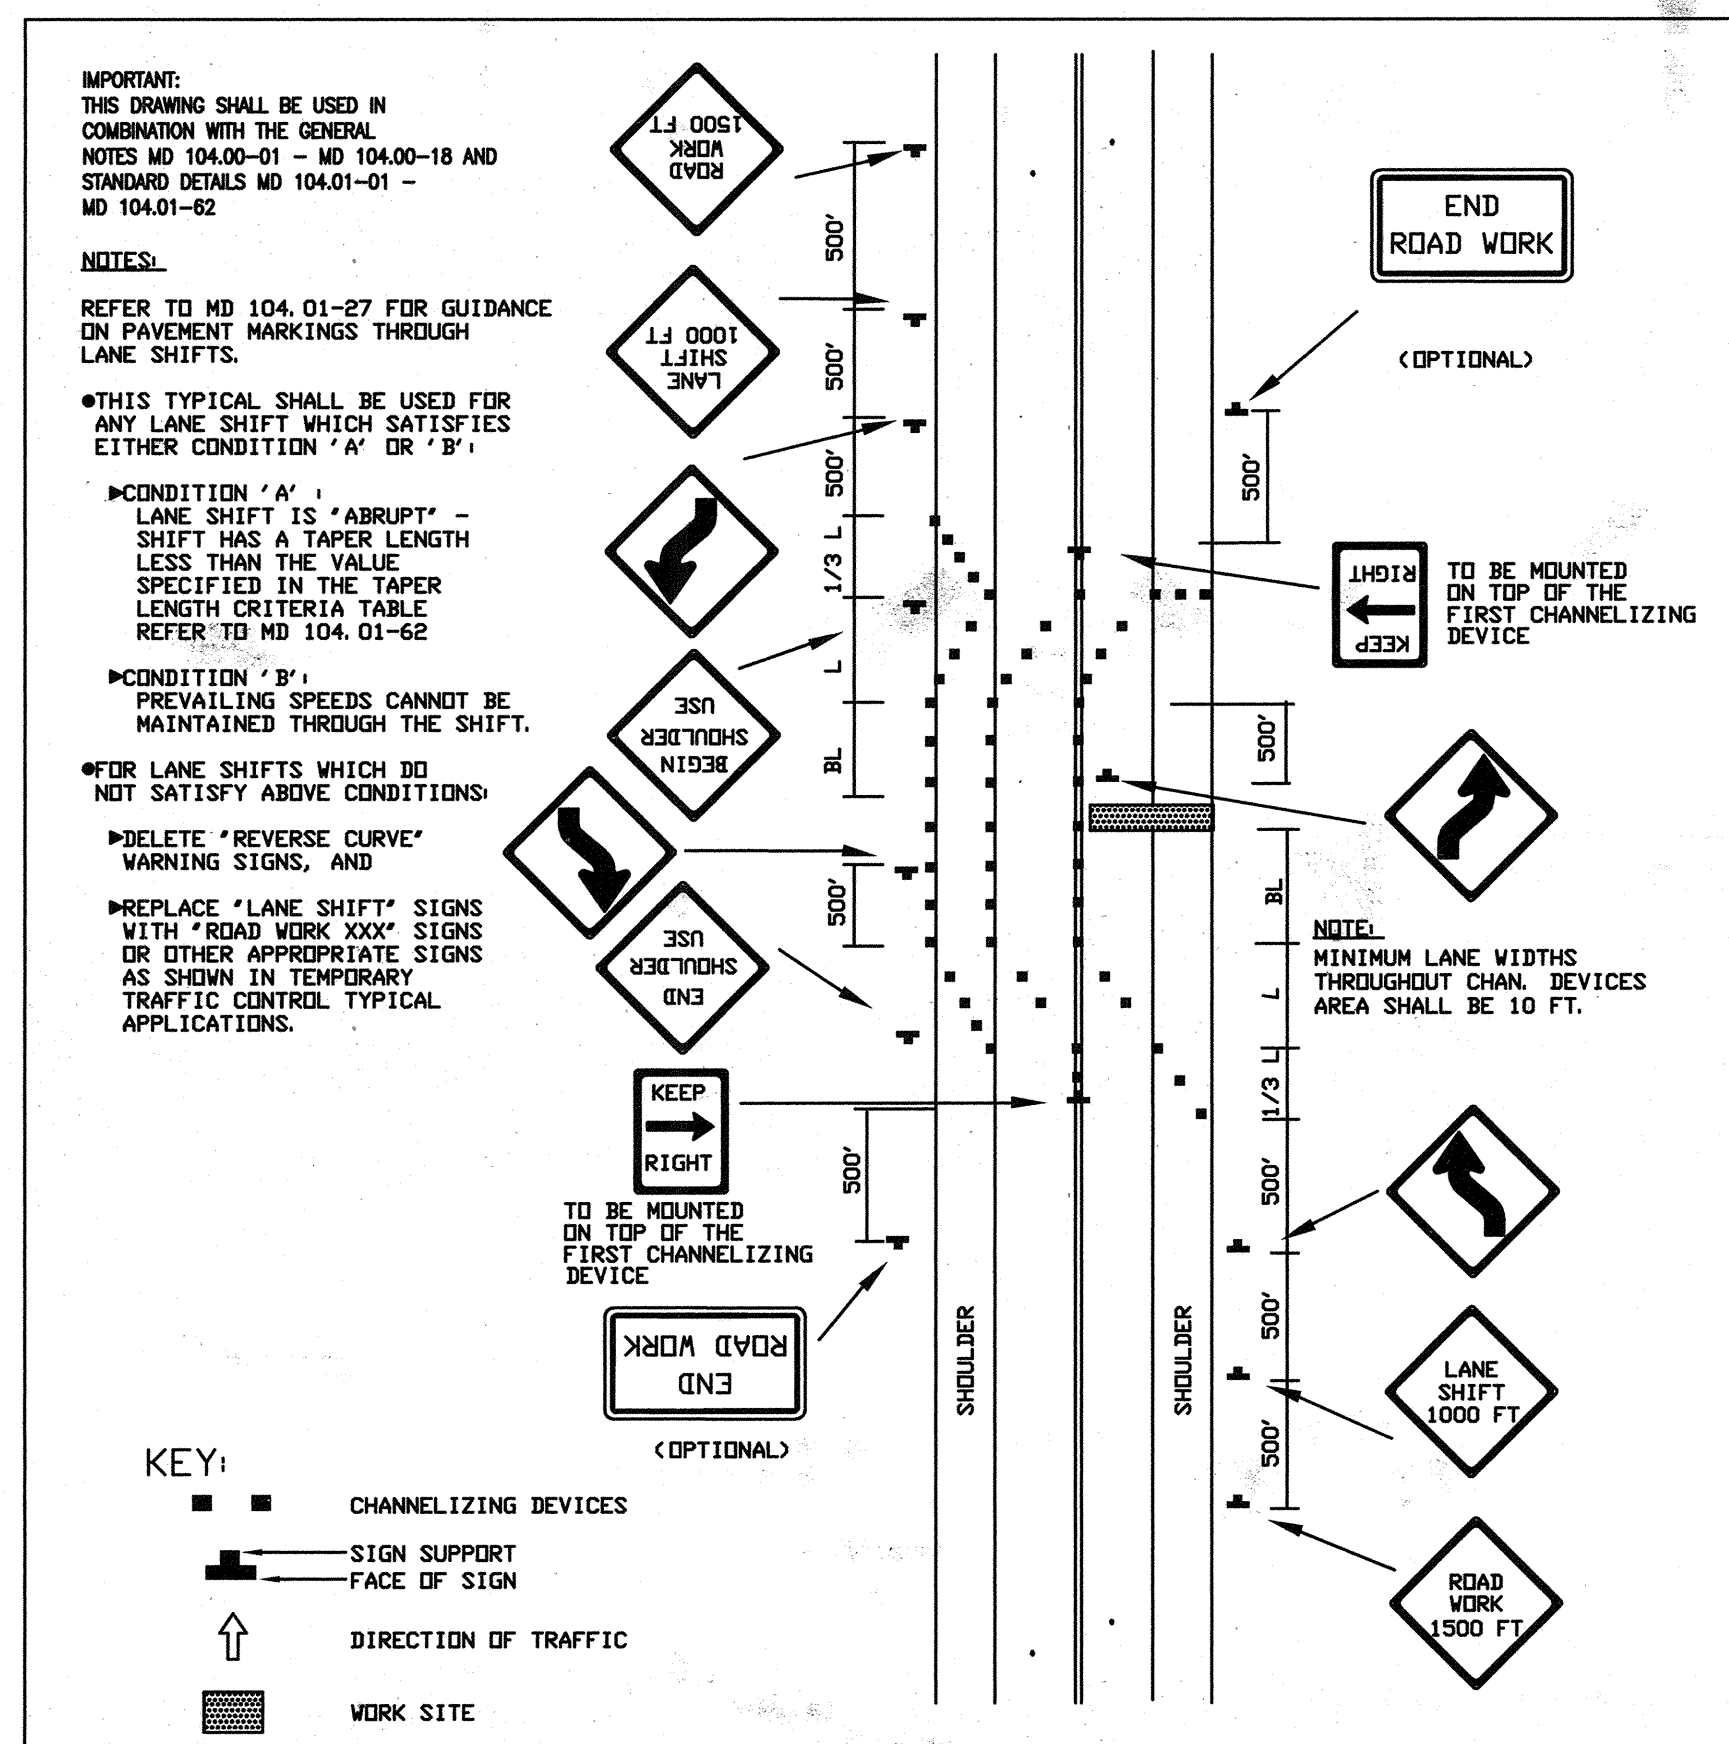 IMPORTANT:
THIS DRAWING SHALL BE USED IN
COMBINATION WITH THE GENERAL
NOTES MD 104.00-01 - MD 104.00-18 AND
STANDARD DETAILS MD 104.01-01 -
MD 104.01-62
NOTES:
REFER TO MD 104.01-27 FOR GUIDANCE
ON PAVEMENT MARKINGS THROUGH
LANE SHIFTS.
●THIS TYPICAL SHALL BE USED FOR
ANY LANE SHIFT WHICH SATISFIES
EITHER CONDITION 'A' OR 'B':
▶CONDITION 'A' :
LANE SHIFT IS "ABRUPT" -
SHIFT HAS A TAPER LENGTH
LESS THAN THE VALUE
SPECIFIED IN THE TAPER
LENGTH CRITERIA TABLE
REFER TO MD 104.01-62
▶CONDITION 'B':
PREVAILING SPEEDS CANNOT BE
MAINTAINED THROUGH THE SHIFT.
●FOR LANE SHIFTS WHICH DO
NOT SATISFY ABOVE CONDITIONS:
▶DELETE "REVERSE CURVE"
WARNING SIGNS, AND
▶REPLACE "LANE SHIFT" SIGNS
WITH "ROAD WORK XXX" SIGNS
OR OTHER APPROPRIATE SIGNS
AS SHOWN IN TEMPORARY
TRAFFIC CONTROL TYPICAL
APPLICATIONS.
ROAD
WORK
1500 FT
LANE
SHIFT
1000 FT
BEGIN
SHOULDER
USE
END
SHOULDER
USE
KEEP
RIGHT
TO BE MOUNTED
ON TOP OF THE
FIRST CHANNELIZING
DEVICE
END
ROAD WORK
(OPTIONAL)
500'
500'
500'
1/3 L
L
BL
500'
500'
SHOULDER
SHOULDER
END
ROAD WORK
(OPTIONAL)
500'
KEEP
RIGHT
TO BE MOUNTED
ON TOP OF THE
FIRST CHANNELIZING
DEVICE
500'
BL
L
1/3 L
500'
500'
500'
NOTE:
MINIMUM LANE WIDTHS
THROUGHOUT CHAN. DEVICES
AREA SHALL BE 10 FT.
LANE
SHIFT
1000 FT
ROAD
WORK
1500 FT
KEY:
CHANNELIZING DEVICES
SIGN SUPPORT
FACE OF SIGN
DIRECTION OF TRAFFIC
WORK SITE